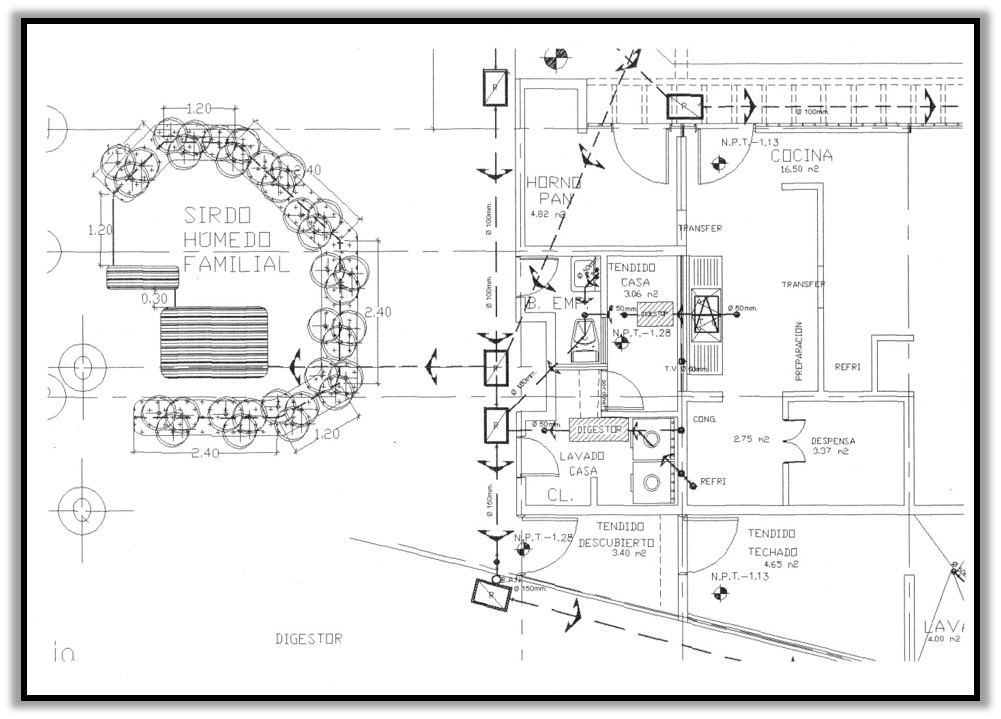 R
R
Ø 100mm.
N.P.T.-1.13
COCINA
16.50 m2
1.20
2.40
1.20
SIRDO
HÚMEDO
FAMILIAL
0.30
2.40
1.20
2.40
HORNO
PAN
4.82 m2
Ø 100mm.
Ø 100mm.
TRANSFER
TRANSFER
TENDIDO
CASA
3.06 m2
B. EMP
Ø 50mm.
DIGESTOR
Ø 50mm.
N.P.T.-1.28
PREPARACION
REFRI
R
T.V.
Ø 50mm.
Ø 100mm.
R
Ø 50mm.
DIGESTOR
CONG.
2.75 m2
DESPENSA
3.37 m2
LAVADO
CASA
CL.
REFRI
Ø 150mm.
N.P.T.-1.28
TENDIDO
DESCUBIERTO
3.40 m2
TENDIDO
TECHADO
4.65 m2
N.P.T.-1.13
B.A.P.
Ø 150mm.
R
DIGESTOR
LAVA
4.00 m2